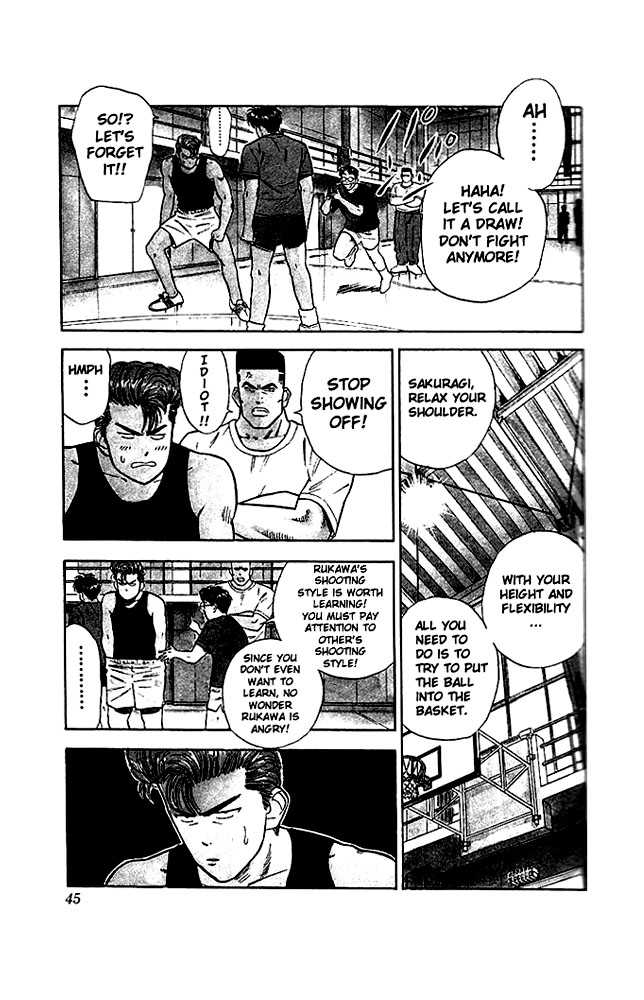 AH
......
HAHA!
LET'S CALL
IT A DRAW!
DON'T FIGHT
ANYMORE!
SO!?
LET'S
FORGET
IT!!
......
SAKURAGI,
RELAX YOUR
SHOULDER.
WITH YOUR
HEIGHT AND
FLEXIBILITY
...
ALL YOU
NEED TO
DO IS TO
TRY TO PUT
THE BALL
INTO THE
BASKET.
STOP
SHOWING
OFF!
IDIOT!!
HMPH
...
RUKAWA'S
SHOOTING
STYLE IS WORTH
LEARNING!
YOU MUST PAY
ATTENTION TO
OTHER'S
SHOOTING
STYLE!
SINCE YOU
DON'T EVEN
WANT TO
LEARN, NO
WONDER
RUKAWA IS
ANGRY!
.........
45